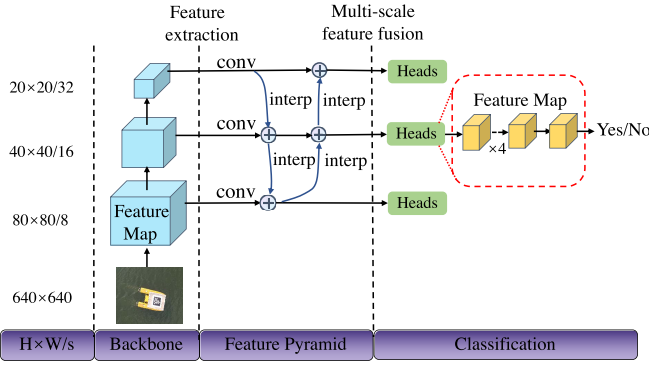 Feature
extraction
Multi-scale
feature fusion
20×20/32
conv
Heads
interp
interp
Feature Map
40×40/16
conv
Heads
×4
Yes/No
interp
interp
80×80/8
Feature
Map
conv
Heads
640×640
H×W/s
Backbone
Feature Pyramid
Classification